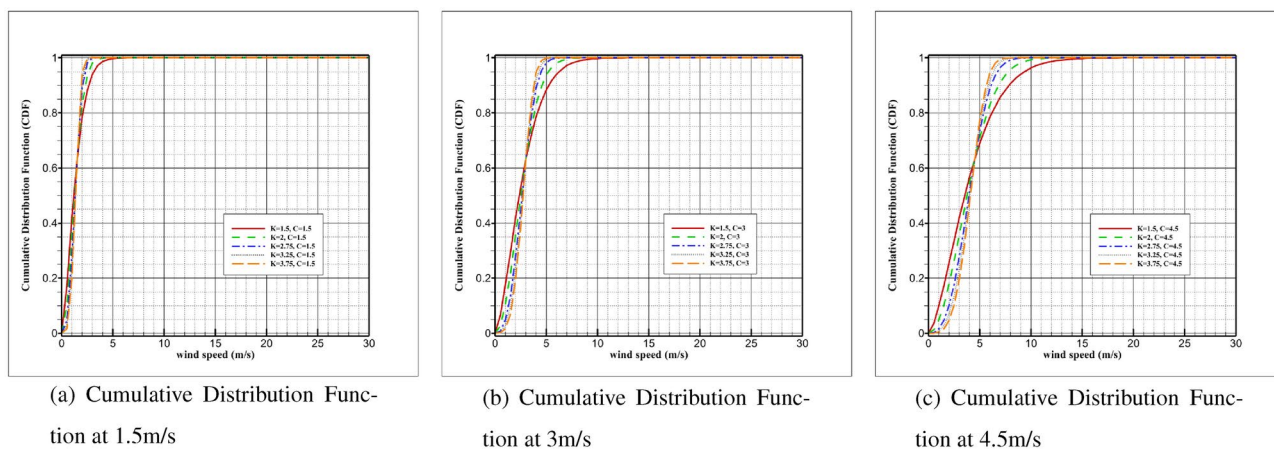 Cumulative Distribution Function (CDF)
1
0.8
0.6
0.4
0.2
0
K=1.5, C=1.5
K=2, C=1.5
K=2.75, C=1.5
K=3.25, C=1.5
K=3.75, C=1.5
0 5 10 15 20 25 30
wind speed (m/s)
(a) Cumulative Distribution Func-
tion at 1.5m/s
Cumulative Distribution Function (CDF)
1
0.8
0.6
0.4
0.2
0
K=1.5, C=3
K=2, C=3
K=2.75, C=3
K=3.25, C=3
K=3.75, C=3
0 5 10 15 20 25 30
wind speed (m/s)
(b) Cumulative Distribution Func-
tion at 3m/s
Cumulative Distribution Function (CDF)
1
0.8
0.6
0.4
0.2
0
K=1.5, C=4.5
K=2, C=4.5
K=2.75, C=4.5
K=3.25, C=4.5
K=3.75, C=4.5
0 5 10 15 20 25 30
wind speed (m/s)
(c) Cumulative Distribution Func-
tion at 4.5m/s